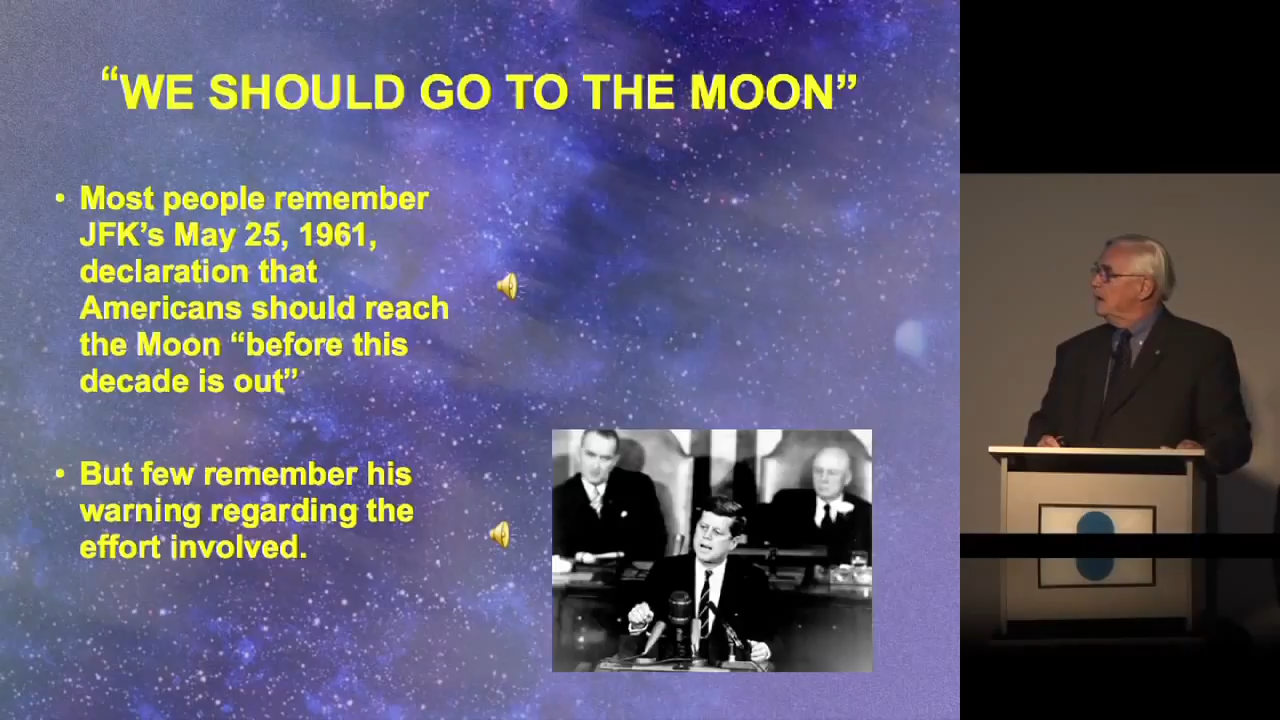 “WE SHOULD GO TO THE MOON”
• Most people remember
JFK’s May 25, 1961,
declaration that
Americans should reach
the Moon “before this
decade is out”
• But few remember his
warning regarding the
effort involved.